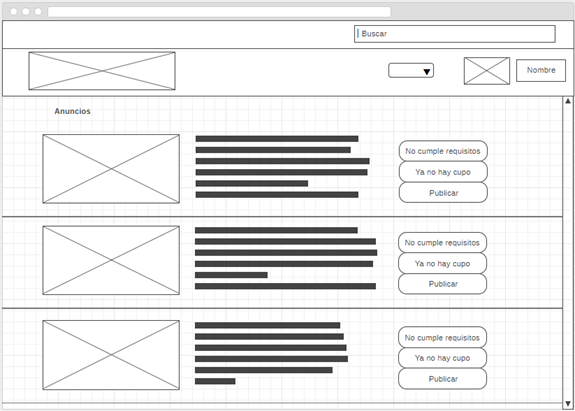 Buscar
Nombre
Anuncios
No cumple requisitos
Ya no hay cupo
Publicar
No cumple requisitos
Ya no hay cupo
Publicar
No cumple requisitos
Ya no hay cupo
Publicar